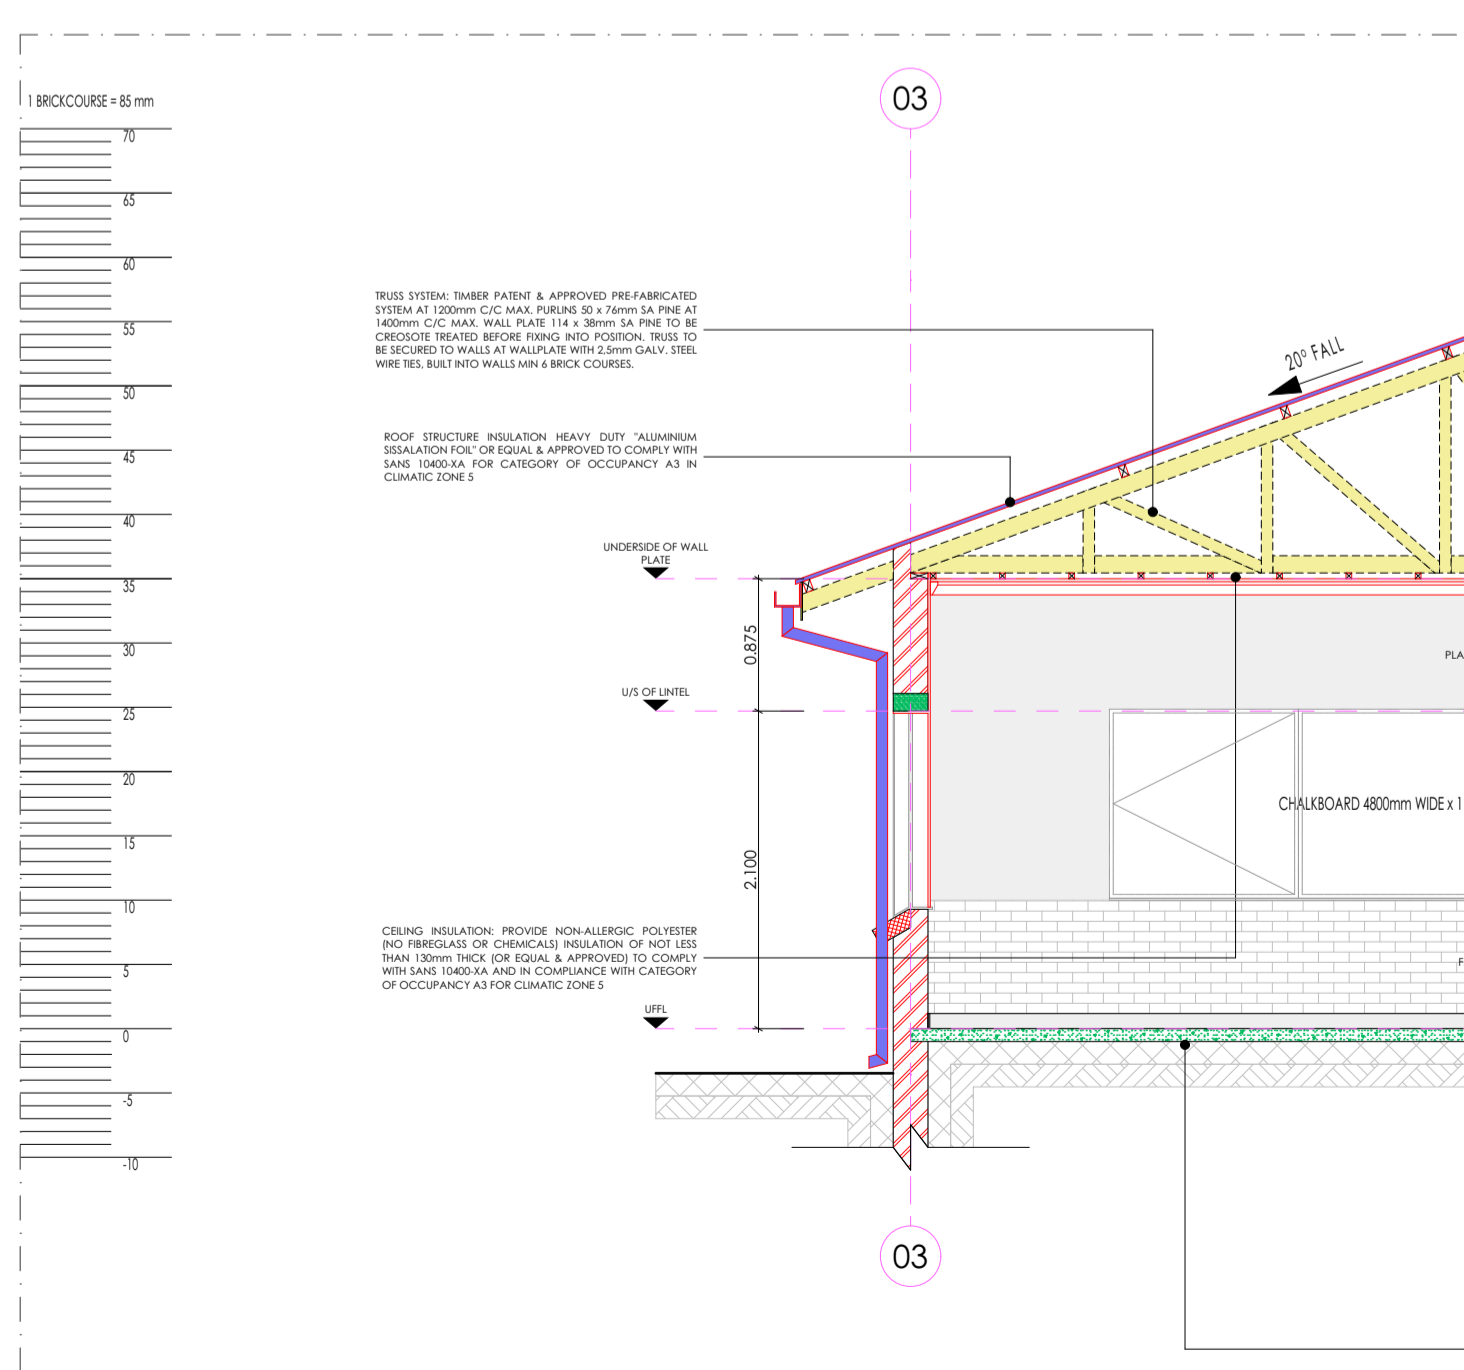 1 BRICKCOURSE = 85 mm
70
65
60
55
50
45
40
35
30
25
20
15
10
5
0
-5
-10
03
TRUSS SYSTEM: TIMBER PATENT & APPROVED PRE-FABRICATED
SYSTEM AT 1200mm C/C MAX. PURLINS 50 x 76mm SA PINE AT
1400mm C/C MAX. WALL PLATE 114 x 38mm SA PINE TO BE
CREOSOTE TREATED BEFORE FIXING INTO POSITION. TRUSS TO
BE SECURED TO WALLS AT WALLPLATE WITH 2,5mm GALV. STEEL
WIRE TIES, BUILT INTO WALLS MIN 6 BRICK COURSES.
20° FALL
ROOF STRUCTURE INSULATION HEAVY DUTY "ALUMINIUM
SISSALATION FOIL" OR EQUAL & APPROVED TO COMPLY WITH
SANS 10400-XA FOR CATEGORY OF OCCUPANCY A3 IN
CLIMATIC ZONE 5
UNDERSIDE OF WALL
PLATE
0.875
PLA
U/S OF LINTEL
CHALKBOARD 4800mm WIDE x 1
2.100
CEILING INSULATION: PROVIDE NON-ALLERGIC POLYESTER
(NO FIBREGLASS OR CHEMICALS) INSULATION OF NOT LESS
THAN 130mm THICK (OR EQUAL & APPROVED) TO COMPLY
WITH SANS 10400-XA AND IN COMPLIANCE WITH CATEGORY
OF OCCUPANCY A3 FOR CLIMATIC ZONE 5
F
UFFL
03